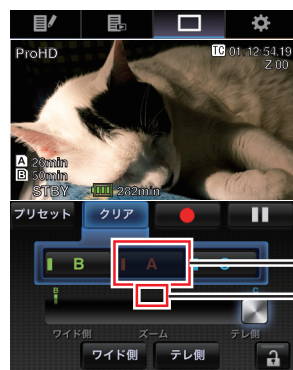 ProHD
TC 01:12:54.19
Z 00
A 28min
B 50min
STBY 282min
プリセット クリア
B A C
B C
ワイド側 ズーム テレ側
ワイド側 テレ側